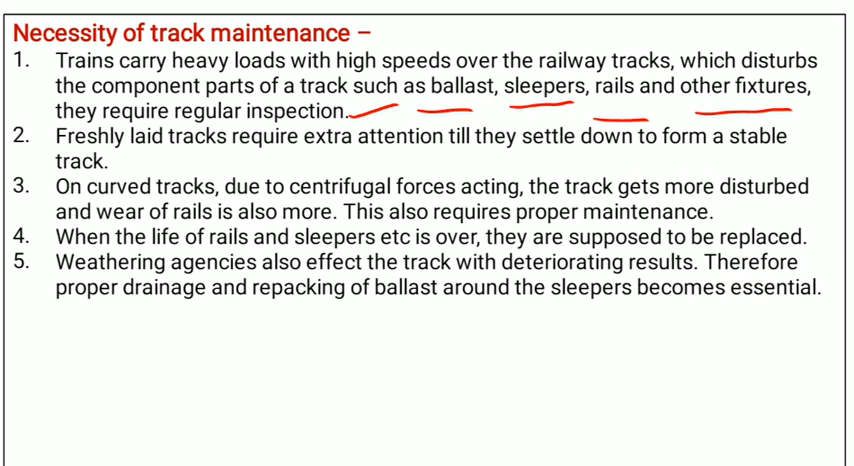 Necessity of track maintenance –
1. Trains carry heavy loads with high speeds over the railway tracks, which disturbs
the component parts of a track such as ballast, sleepers, rails and other fixtures,
they require regular inspection.
2. Freshly laid tracks require extra attention till they settle down to form a stable
track.
3. On curved tracks, due to centrifugal forces acting, the track gets more disturbed
and wear of rails is also more. This also requires proper maintenance.
4. When the life of rails and sleepers etc is over, they are supposed to be replaced.
5. Weathering agencies also effect the track with deteriorating results. Therefore
proper drainage and repacking of ballast around the sleepers becomes essential.